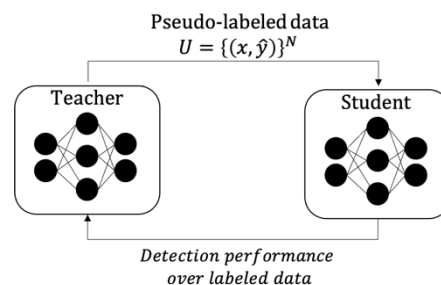 Pseudo-labeled data
U = {(x, ŷ)}^N
Teacher
Student
Detection performance
over labeled data